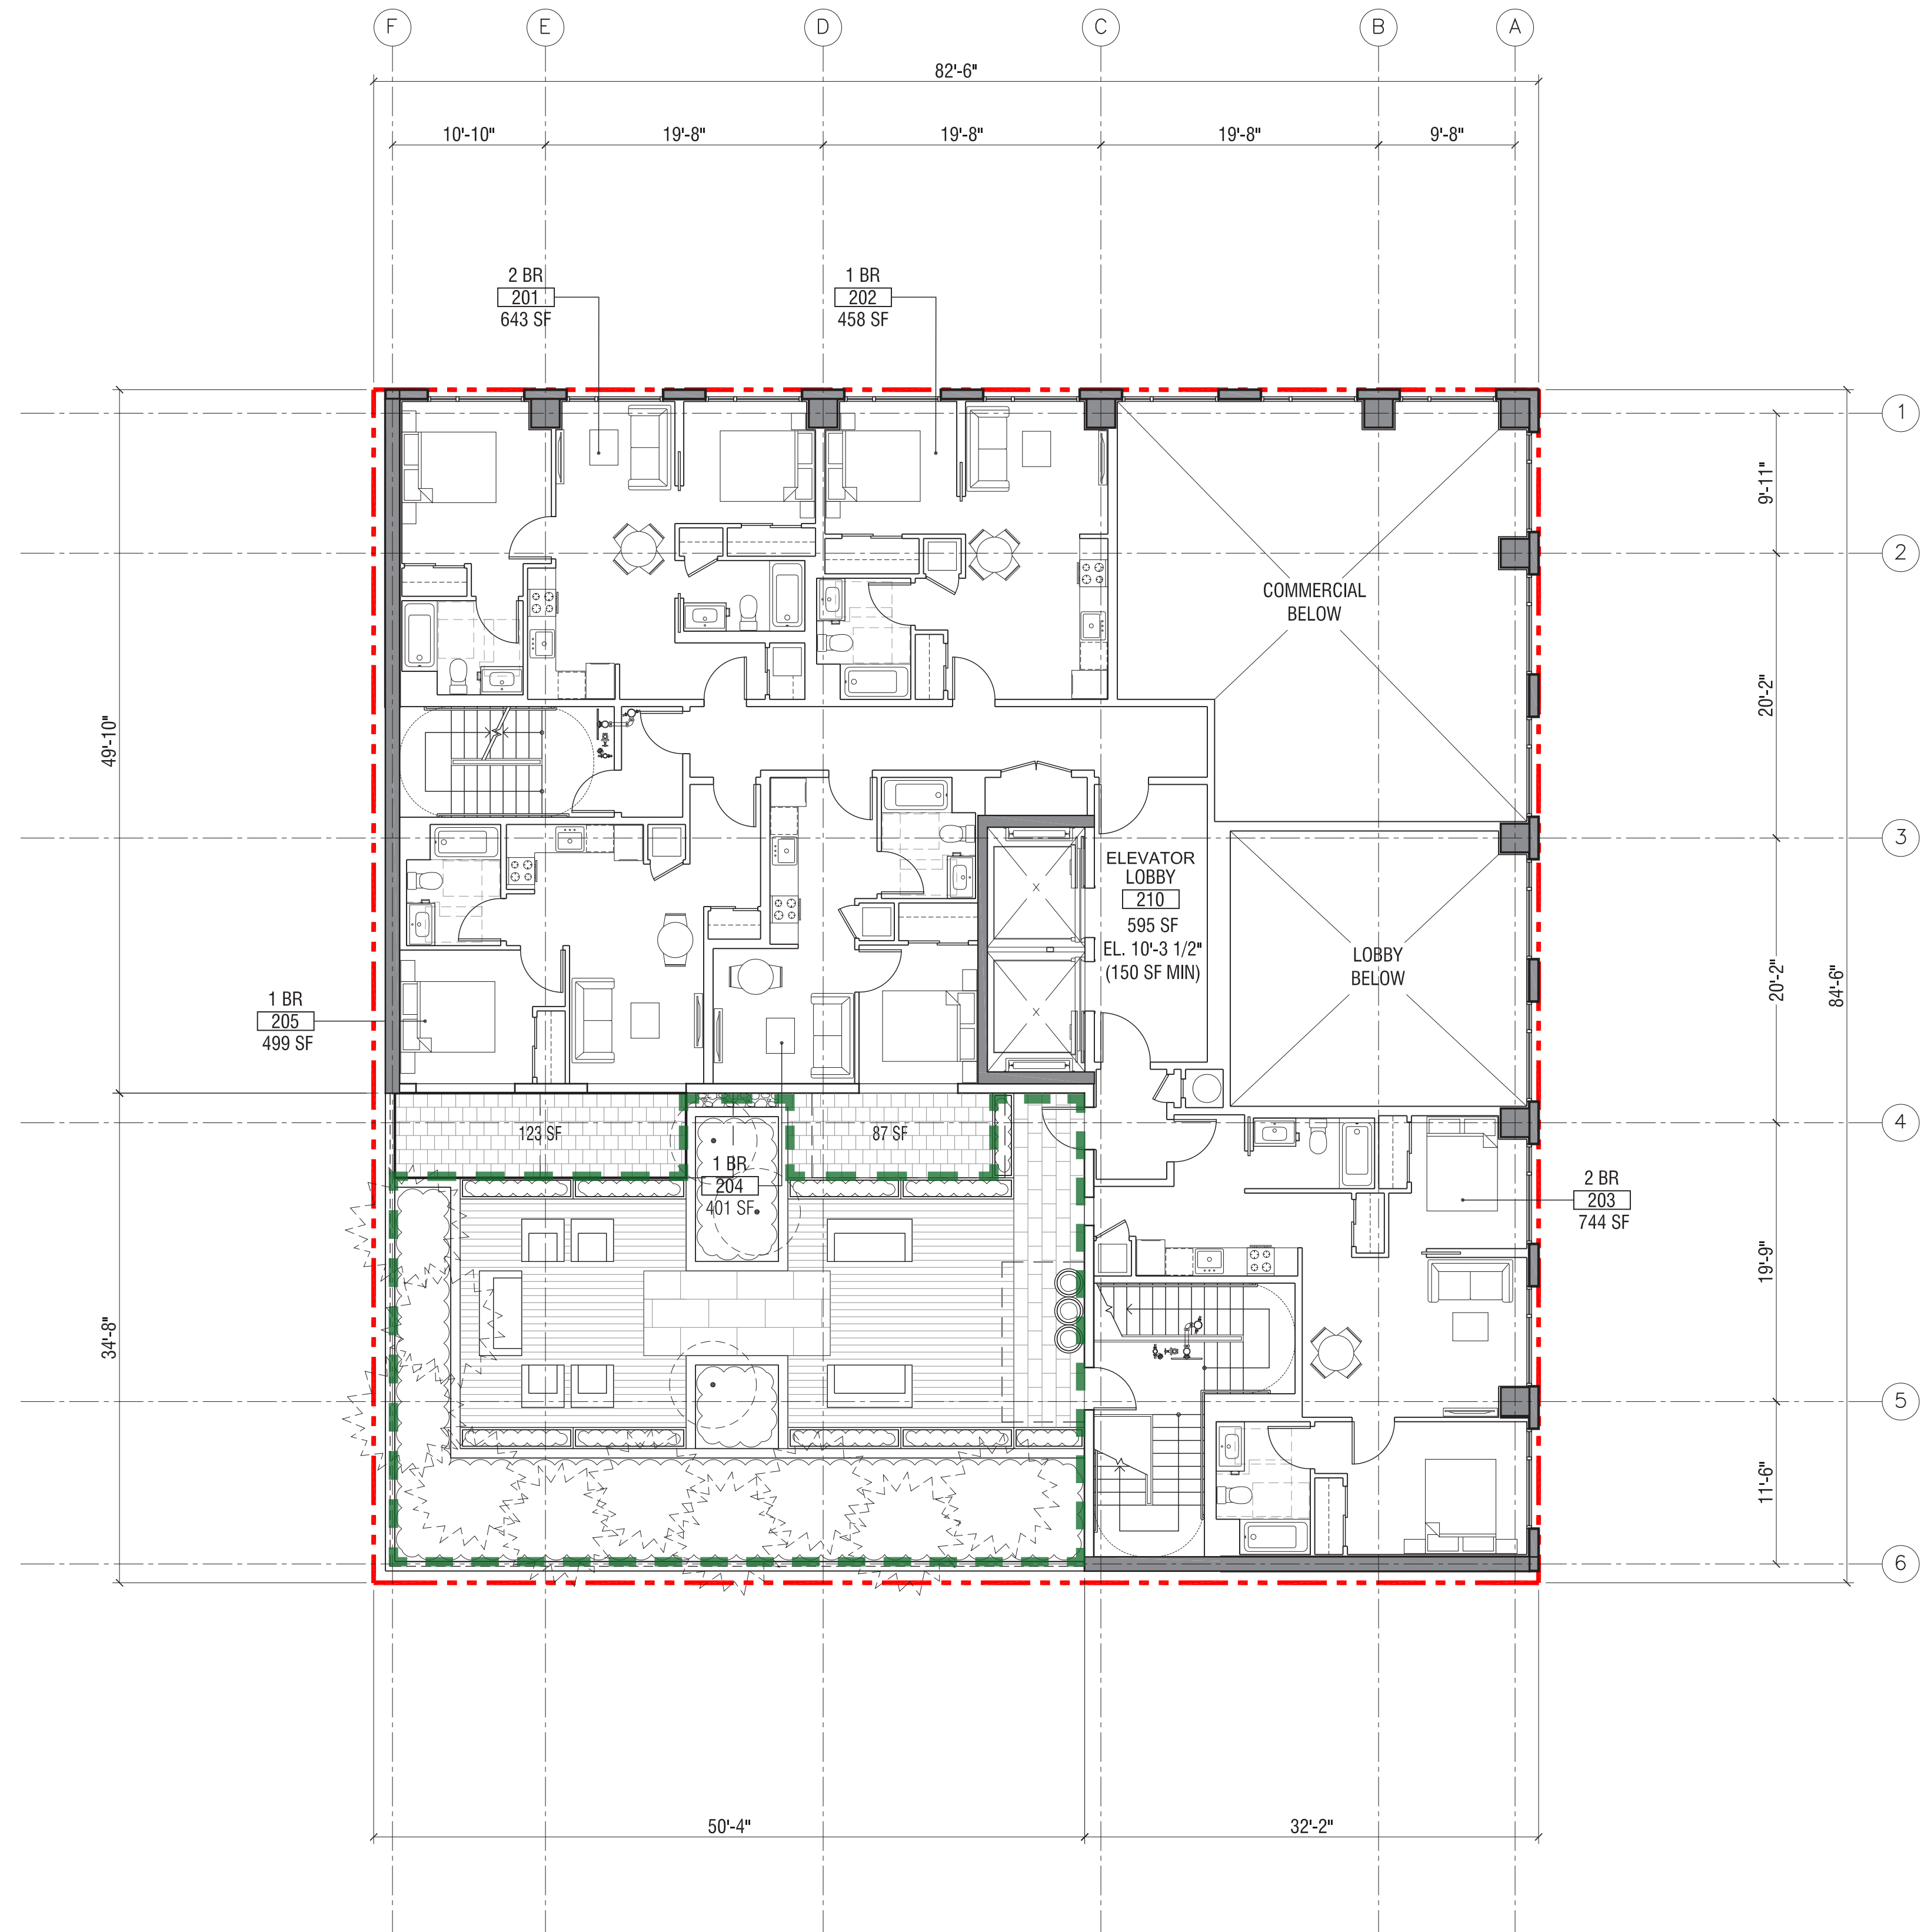 F
E
D
C
B
A
82'-6"
10'-10"
19'-8"
19'-8"
19'-8"
9'-8"
2 BR
201
643 SF
1 BR
202
458 SF
1
2
3
4
5
6
9'-11"
20'-2"
20'-2"
19'-9"
11'-6"
84'-6"
49'-10"
34'-8"
COMMERCIAL
BELOW
ELEVATOR
LOBBY
210
595 SF
EL. 10'-3 1/2"
(150 SF MIN)
LOBBY
BELOW
1 BR
205
499 SF
123 SF
87 SF
1 BR
204
401 SF
2 BR
203
744 SF
50'-4"
32'-2"